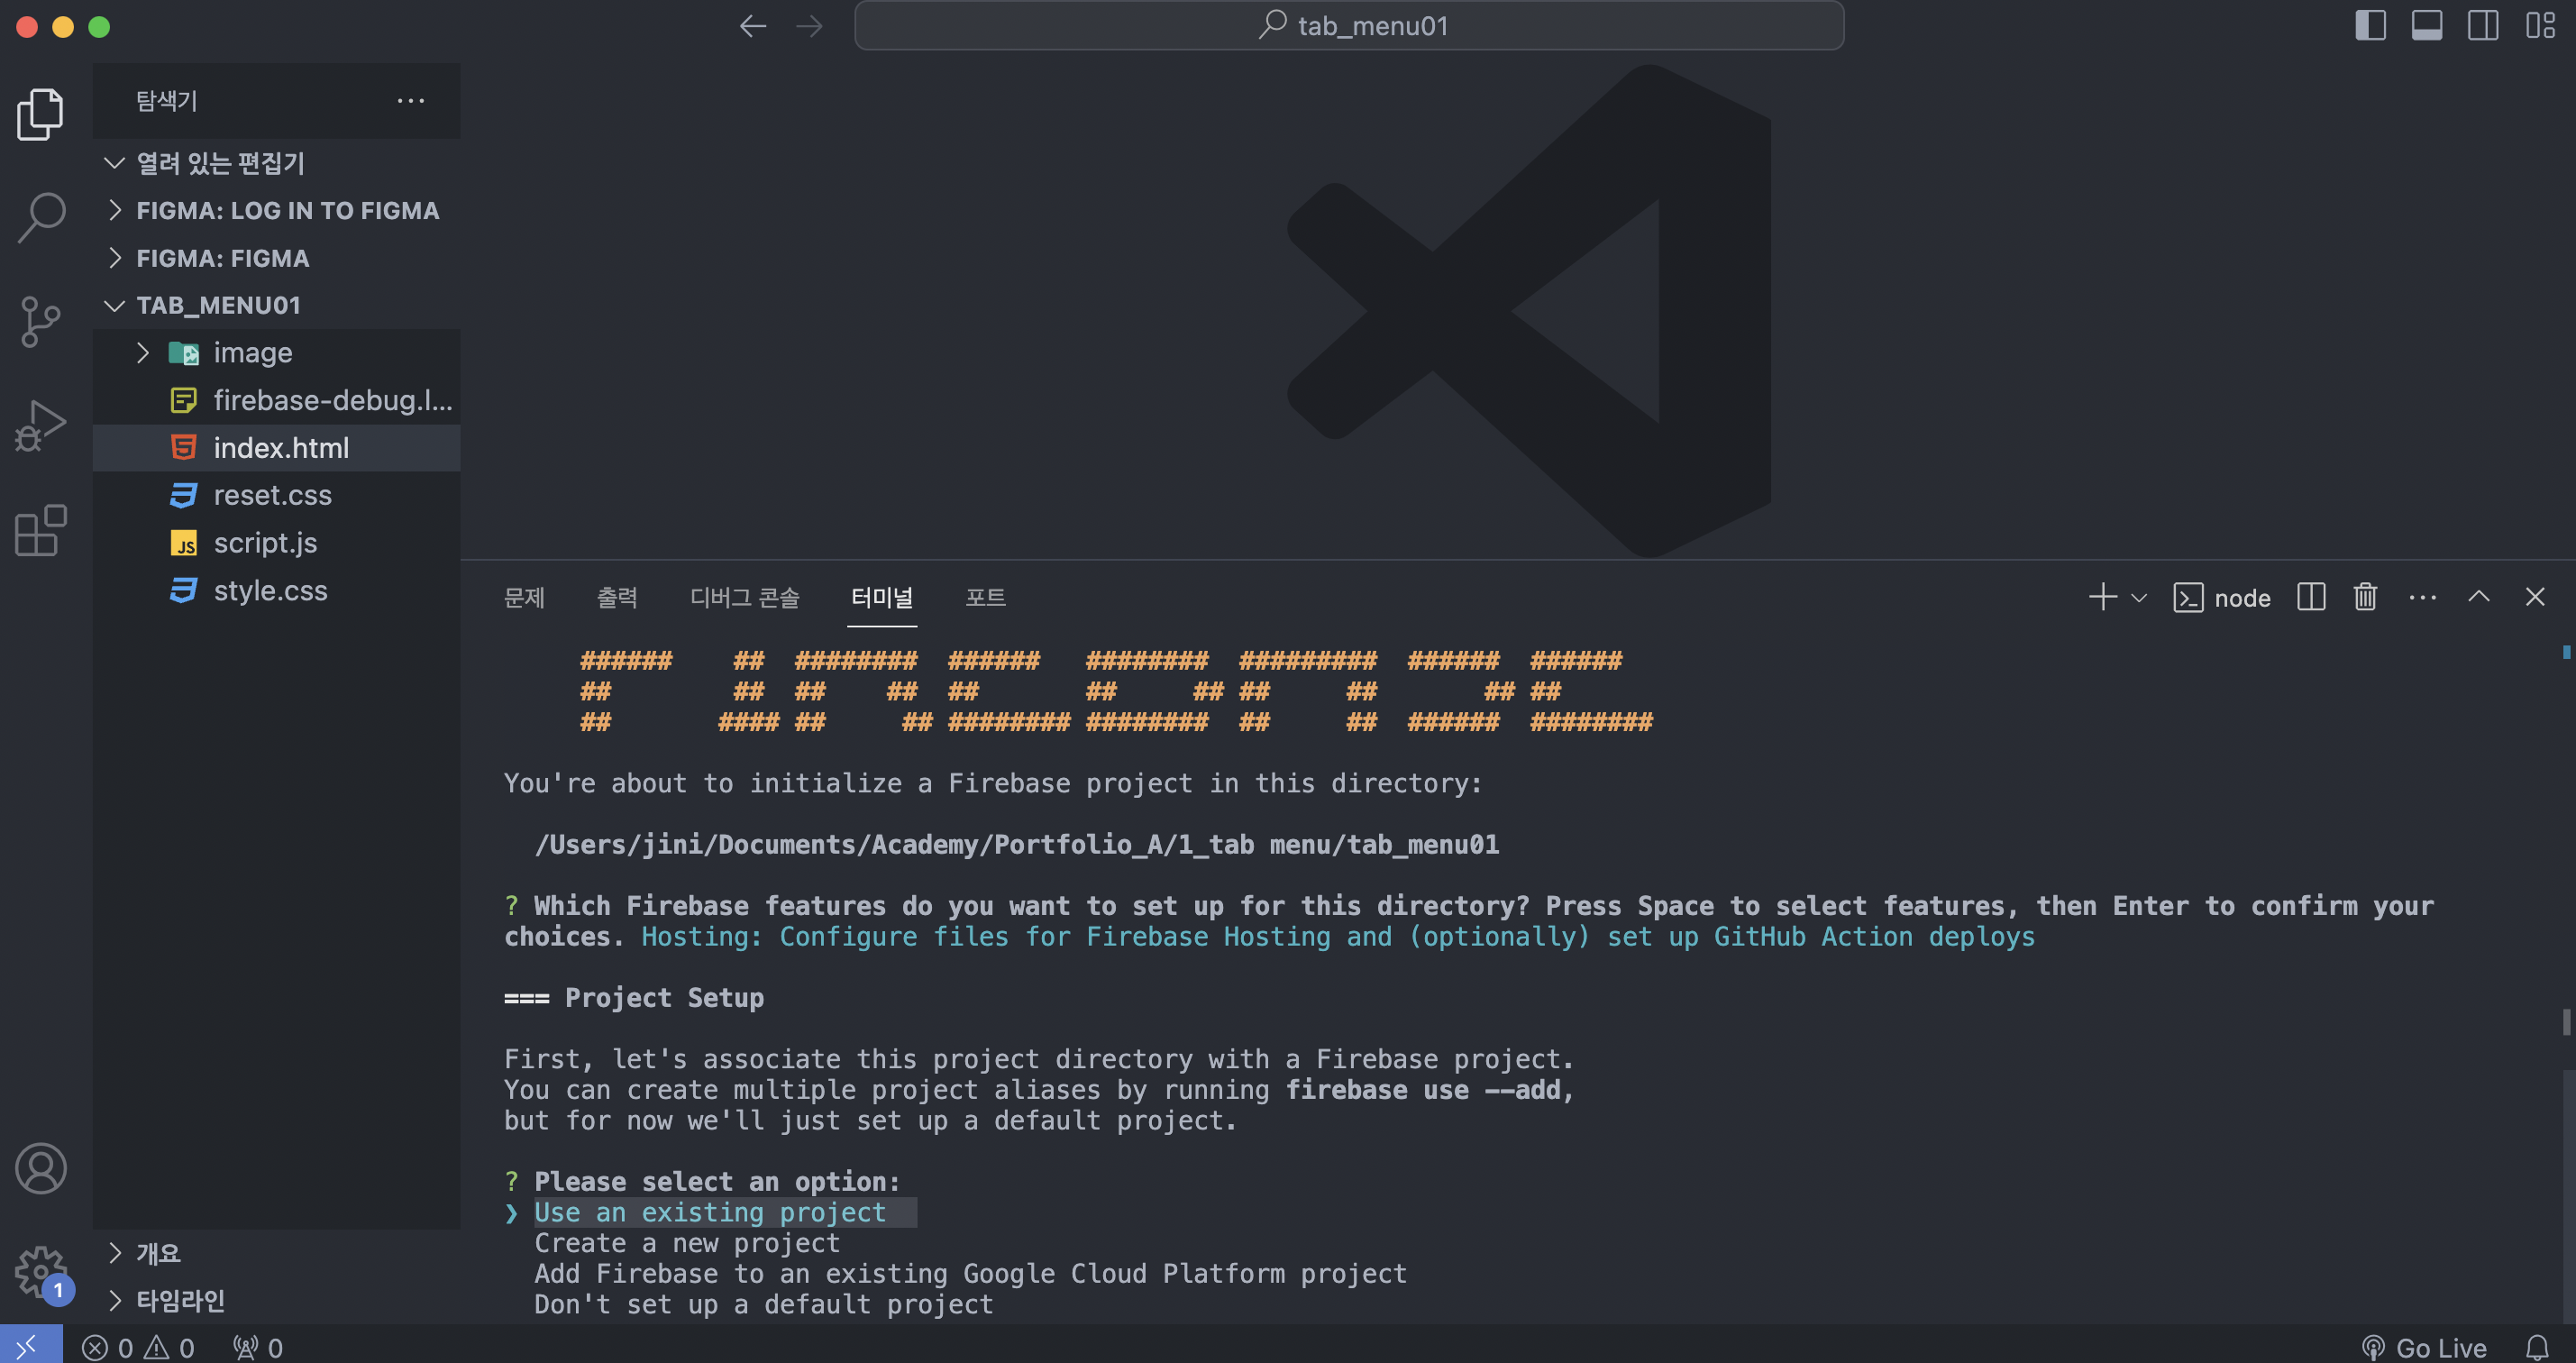 tab_menu01
탐색기
열려 있는 편집기
FIGMA: LOG IN TO FIGMA
FIGMA: FIGMA
TAB_MENU01
image
firebase-debug.l...
index.html
reset.css
script.js
style.css
개요
타임라인
문제 출력 디버그 콘솔 터미널 포트
node
######    ##  ########  ######   ########  #########  ######  ######
##        ##  ##    ##  ##       ##     ## ##     ##       ## ##
##       #### ##     ## ######## ########  ##     ##  ######  ########
You're about to initialize a Firebase project in this directory:
/Users/jini/Documents/Academy/Portfolio_A/1_tab menu/tab_menu01
? Which Firebase features do you want to set up for this directory? Press Space to select features, then Enter to confirm your
choices. Hosting: Configure files for Firebase Hosting and (optionally) set up GitHub Action deploys
=== Project Setup
First, let's associate this project directory with a Firebase project.
You can create multiple project aliases by running firebase use --add,
but for now we'll just set up a default project.
? Please select an option:
❯ Use an existing project
Create a new project
Add Firebase to an existing Google Cloud Platform project
Don't set up a default project
1
0 0 0
Go Live